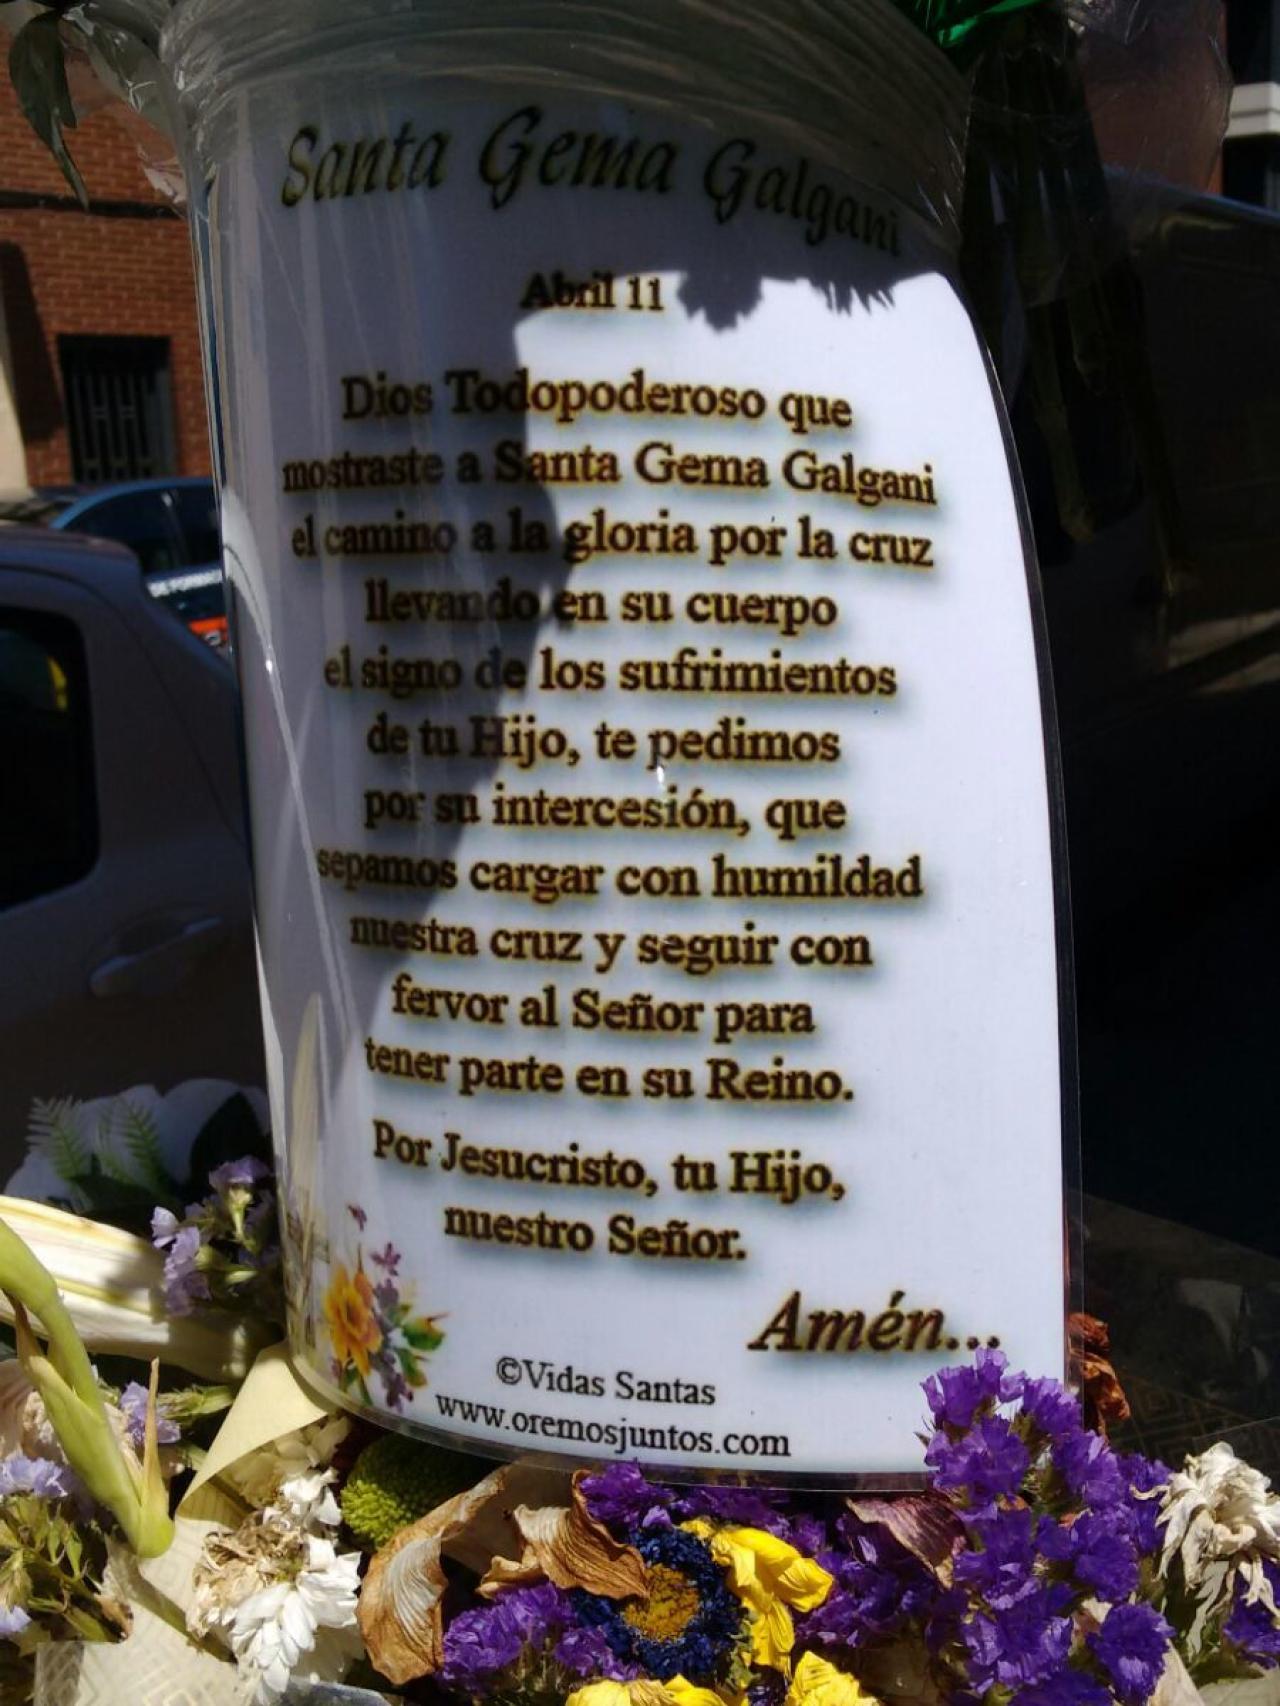 Santa Gema Galgani
Abril 11
Dios Todopoderoso que
mostraste a Santa Gema Galgani
el camino a la gloria por la cruz
llevando en su cuerpo
el signo de los sufrimientos
de tu Hijo, te pedimos
por su intercesión, que
sepamos cargar con humildad
nuestra cruz y seguir con
fervor al Señor para
tener parte en su Reino.
Por Jesucristo, tu Hijo,
nuestro Señor.
Amén...
©Vidas Santas
www.oremosjuntos.com